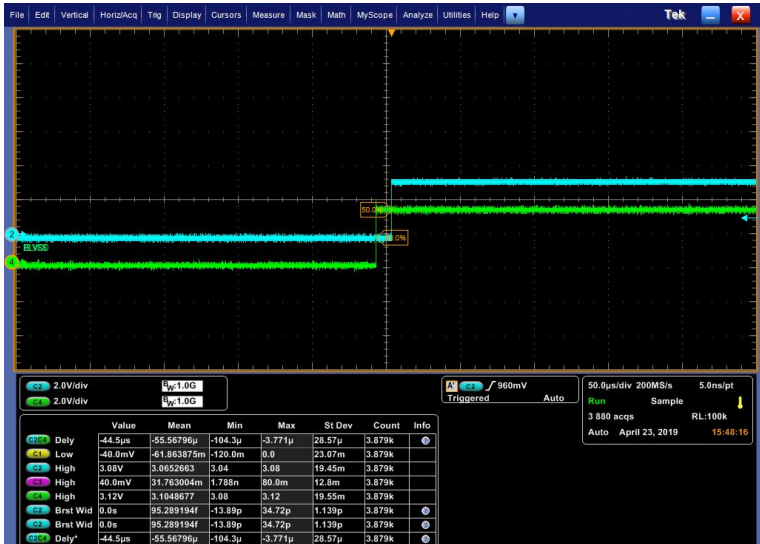 File Edit Vertical Horiz/Acq Trig Display Cursors Measure Mask Math MyScope Analyze Utilities Help Tek X
50.0%
2
ELVSS
4
C2 2.0V/div BW:1.0G
C4 2.0V/div BW:1.0G
A' C2 960mV
Triggered Auto
50.0µs/div 200MS/s 5.0ns/pt
Run Sample
3 880 acqs RL:100k
Auto April 23, 2019 15:48:16
Value Mean Min Max St Dev Count Info
C2 C4 Dely -44.5µs -55.56796µ -104.3µ -3.771µ 28.57µ 3.879k
C1 Low -40.0mV -61.863875m -120.0m 0.0 23.07m 3.879k
C2 High 3.08V 3.0652663 3.04 3.08 19.45m 3.879k
C3 High 40.0mV 31.763004m 1.788n 80.0m 12.8m 3.879k
C4 High 3.12V 3.1048677 3.08 3.12 19.55m 3.879k
C2 Brst Wid 0.0s 95.289194f -13.89p 34.72p 1.139p 3.879k
C2 Brst Wid 0.0s 95.289194f -13.89p 34.72p 1.139p 3.879k
C2 C4 Dely* -44.5µs -55.56796µ -104.3µ -3.771µ 28.57µ 3.879k